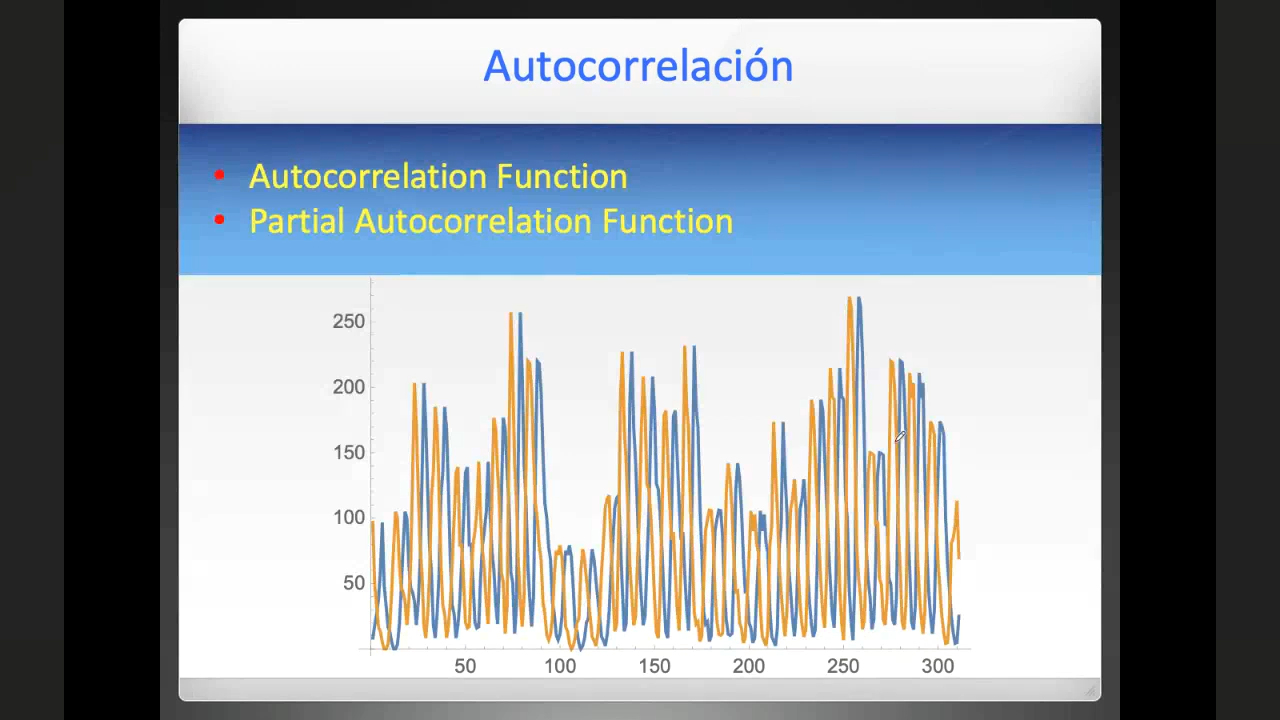 Autocorrelación
• Autocorrelation Function
• Partial Autocorrelation Function
250
200
150
100
50
50 100 150 200 250 300